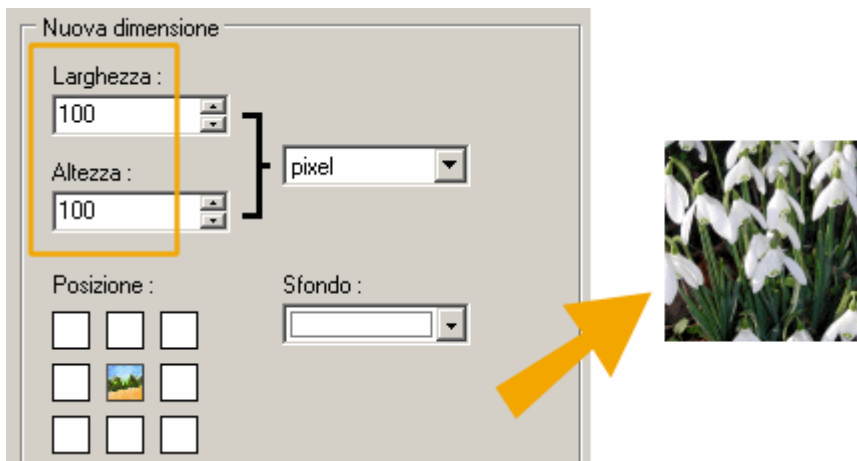 Nuova dimensione
Larghezza :
100
pixel
Altezza :
100
Posizione :
Sfondo :